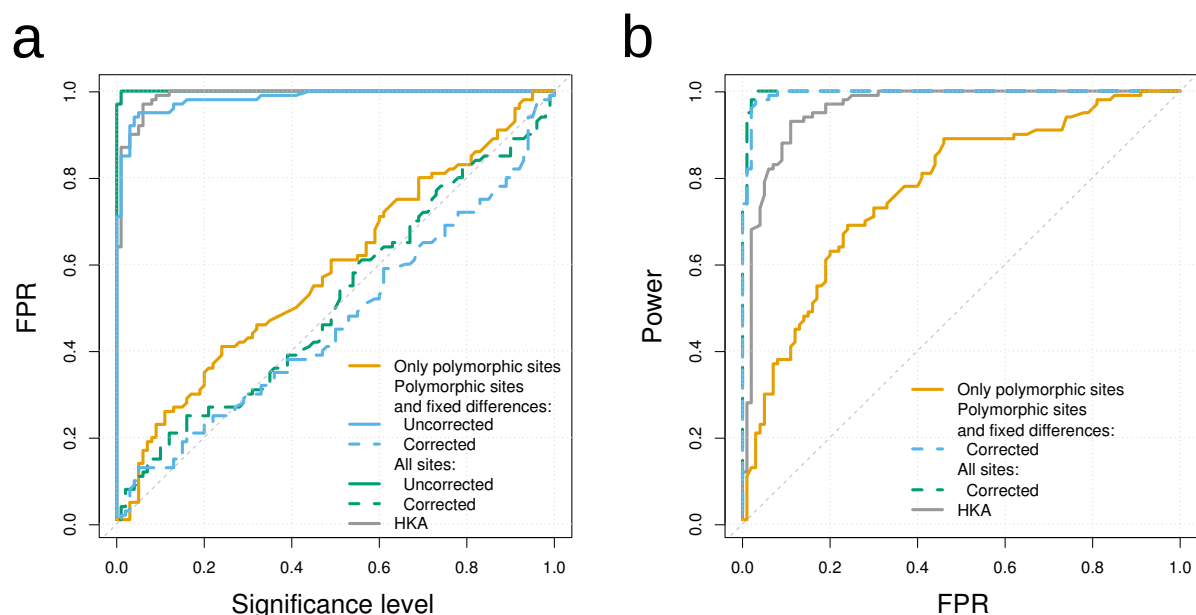 a
FPR
0.0 0.2 0.4 0.6 0.8 1.0
0.0 0.2 0.4 0.6 0.8 1.0
Significance level
Only polymorphic sites
Polymorphic sites
and fixed differences:
Uncorrected
Corrected
All sites:
Uncorrected
Corrected
HKA
b
Power
0.0 0.2 0.4 0.6 0.8 1.0
0.0 0.2 0.4 0.6 0.8 1.0
FPR
Only polymorphic sites
Polymorphic sites
and fixed differences:
Corrected
All sites:
Corrected
HKA